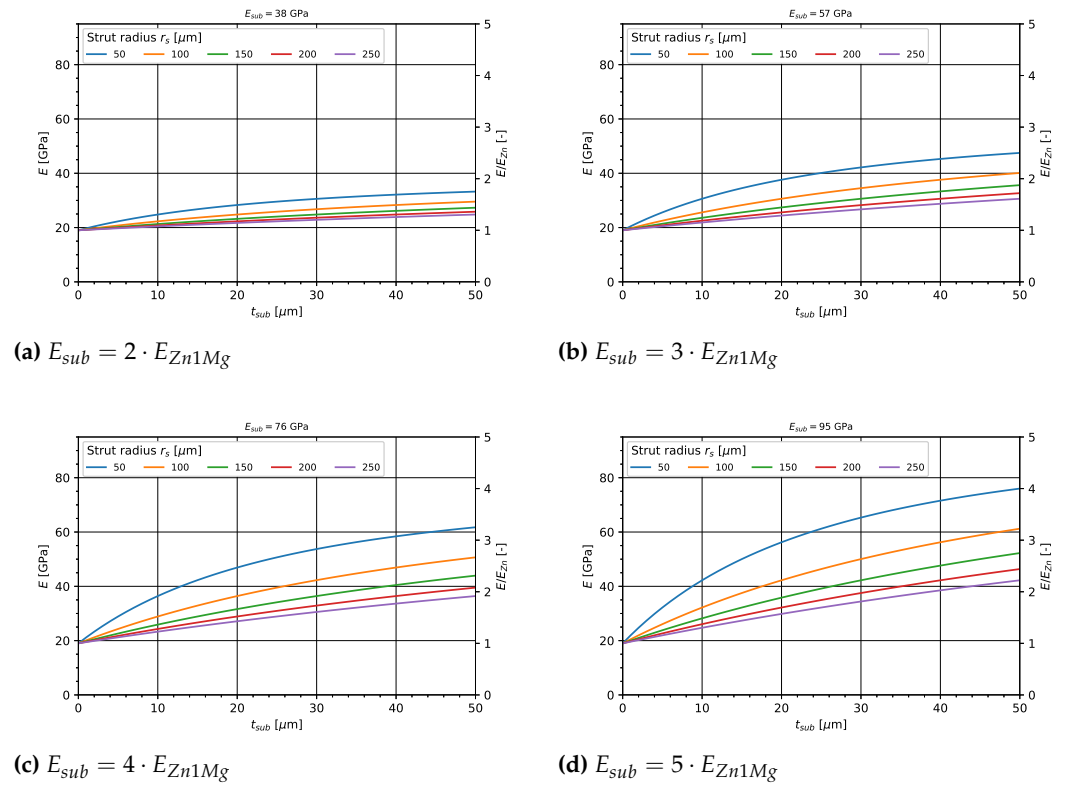 E_sub = 38 GPa
Strut radius r_s [μm]
50 100 150 200 250
E [GPa]
0 20 40 60 80
E/E_Zn [-]
0 1 2 3 4 5
0 10 20 30 40 50
t_sub [μm]
(a) E_sub = 2 · E_Zn1Mg
E_sub = 57 GPa
Strut radius r_s [μm]
50 100 150 200 250
E [GPa]
0 20 40 60 80
E/E_Zn [-]
0 1 2 3 4 5
0 10 20 30 40 50
t_sub [μm]
(b) E_sub = 3 · E_Zn1Mg
E_sub = 76 GPa
Strut radius r_s [μm]
50 100 150 200 250
E [GPa]
0 20 40 60 80
E/E_Zn [-]
0 1 2 3 4 5
0 10 20 30 40 50
t_sub [μm]
(c) E_sub = 4 · E_Zn1Mg
E_sub = 95 GPa
Strut radius r_s [μm]
50 100 150 200 250
E [GPa]
0 20 40 60 80
E/E_Zn [-]
0 1 2 3 4 5
0 10 20 30 40 50
t_sub [μm]
(d) E_sub = 5 · E_Zn1Mg